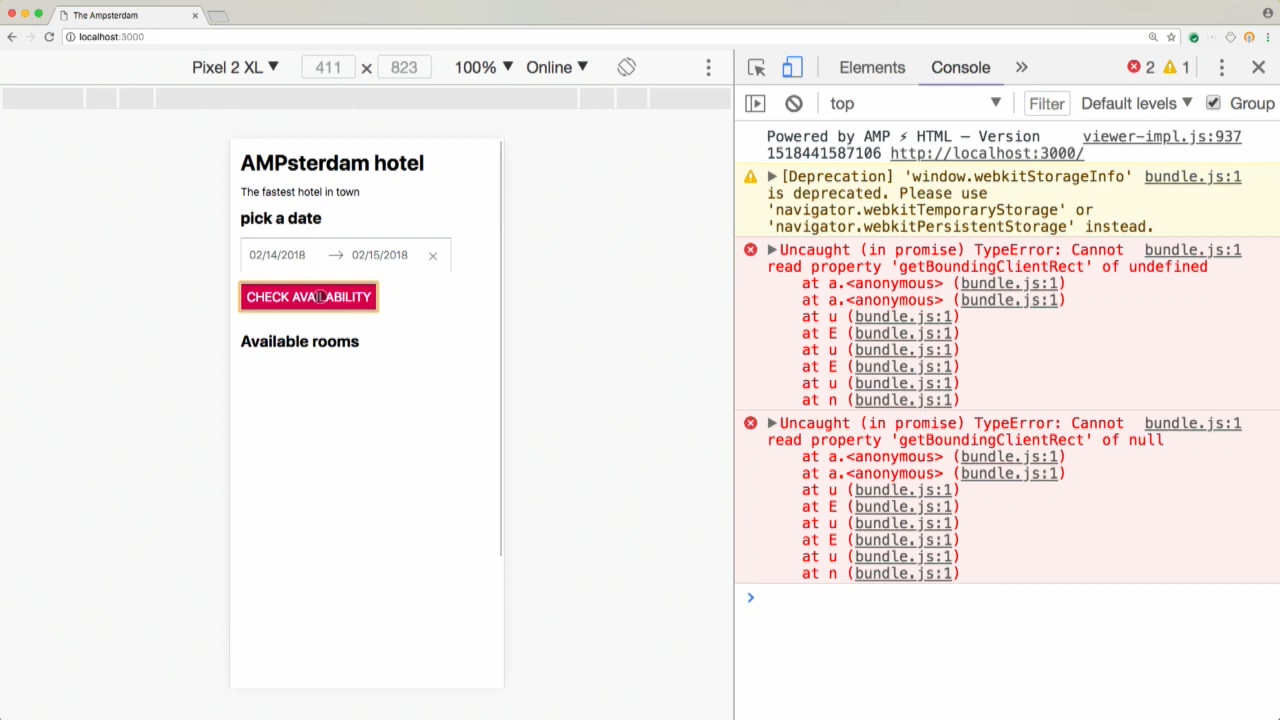 The Ampsterdam
localhost:3000
Pixel 2 XL ▼ 411 × 823 100% ▼ Online ▼
Elements Console » 2 1
top ▼ Filter Default levels ▼ Group
Powered by AMP ⚡ HTML – Version viewer-impl.js:937
1518441587106 http://localhost:3000/
[Deprecation] 'window.webkitStorageInfo' bundle.js:1
is deprecated. Please use
'navigator.webkitTemporaryStorage' or
'navigator.webkitPersistentStorage' instead.
Uncaught (in promise) TypeError: Cannot bundle.js:1
read property 'getBoundingClientRect' of undefined
at a.<anonymous> (bundle.js:1)
at a.<anonymous> (bundle.js:1)
at u (bundle.js:1)
at E (bundle.js:1)
at u (bundle.js:1)
at E (bundle.js:1)
at u (bundle.js:1)
at n (bundle.js:1)
Uncaught (in promise) TypeError: Cannot bundle.js:1
read property 'getBoundingClientRect' of null
at a.<anonymous> (bundle.js:1)
at a.<anonymous> (bundle.js:1)
at u (bundle.js:1)
at E (bundle.js:1)
at u (bundle.js:1)
at E (bundle.js:1)
at u (bundle.js:1)
at n (bundle.js:1)
AMPsterdam hotel
The fastest hotel in town
pick a date
02/14/2018 → 02/15/2018 ×
CHECK AVAILABILITY
Available rooms